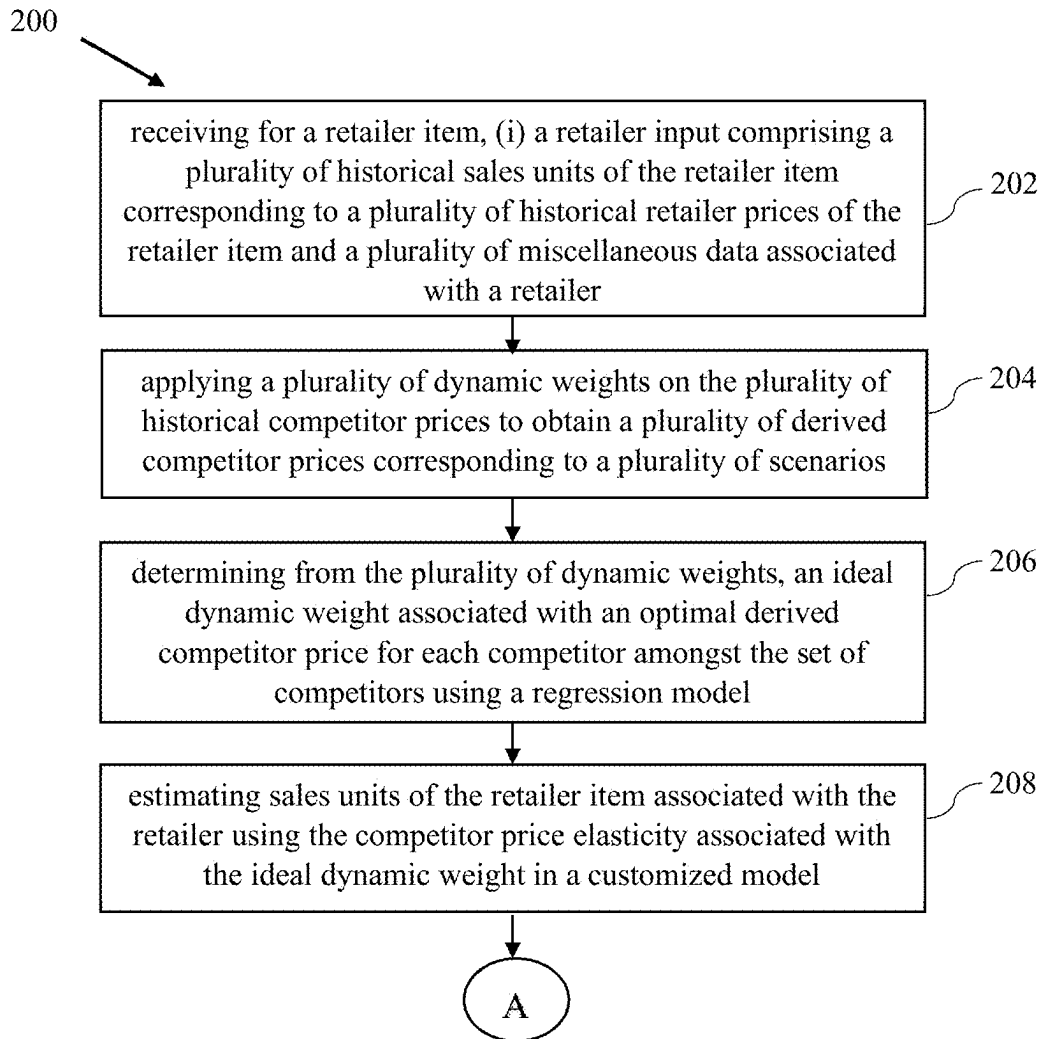 200
receiving for a retailer item, (i) a retailer input comprising a
plurality of historical sales units of the retailer item
corresponding to a plurality of historical retailer prices of the
retailer item and a plurality of miscellaneous data associated
with a retailer
202
applying a plurality of dynamic weights on the plurality of
historical competitor prices to obtain a plurality of derived
competitor prices corresponding to a plurality of scenarios
204
determining from the plurality of dynamic weights, an ideal
dynamic weight associated with an optimal derived
competitor price for each competitor amongst the set of
competitors using a regression model
206
estimating sales units of the retailer item associated with the
retailer using the competitor price elasticity associated with
the ideal dynamic weight in a customized model
208
A